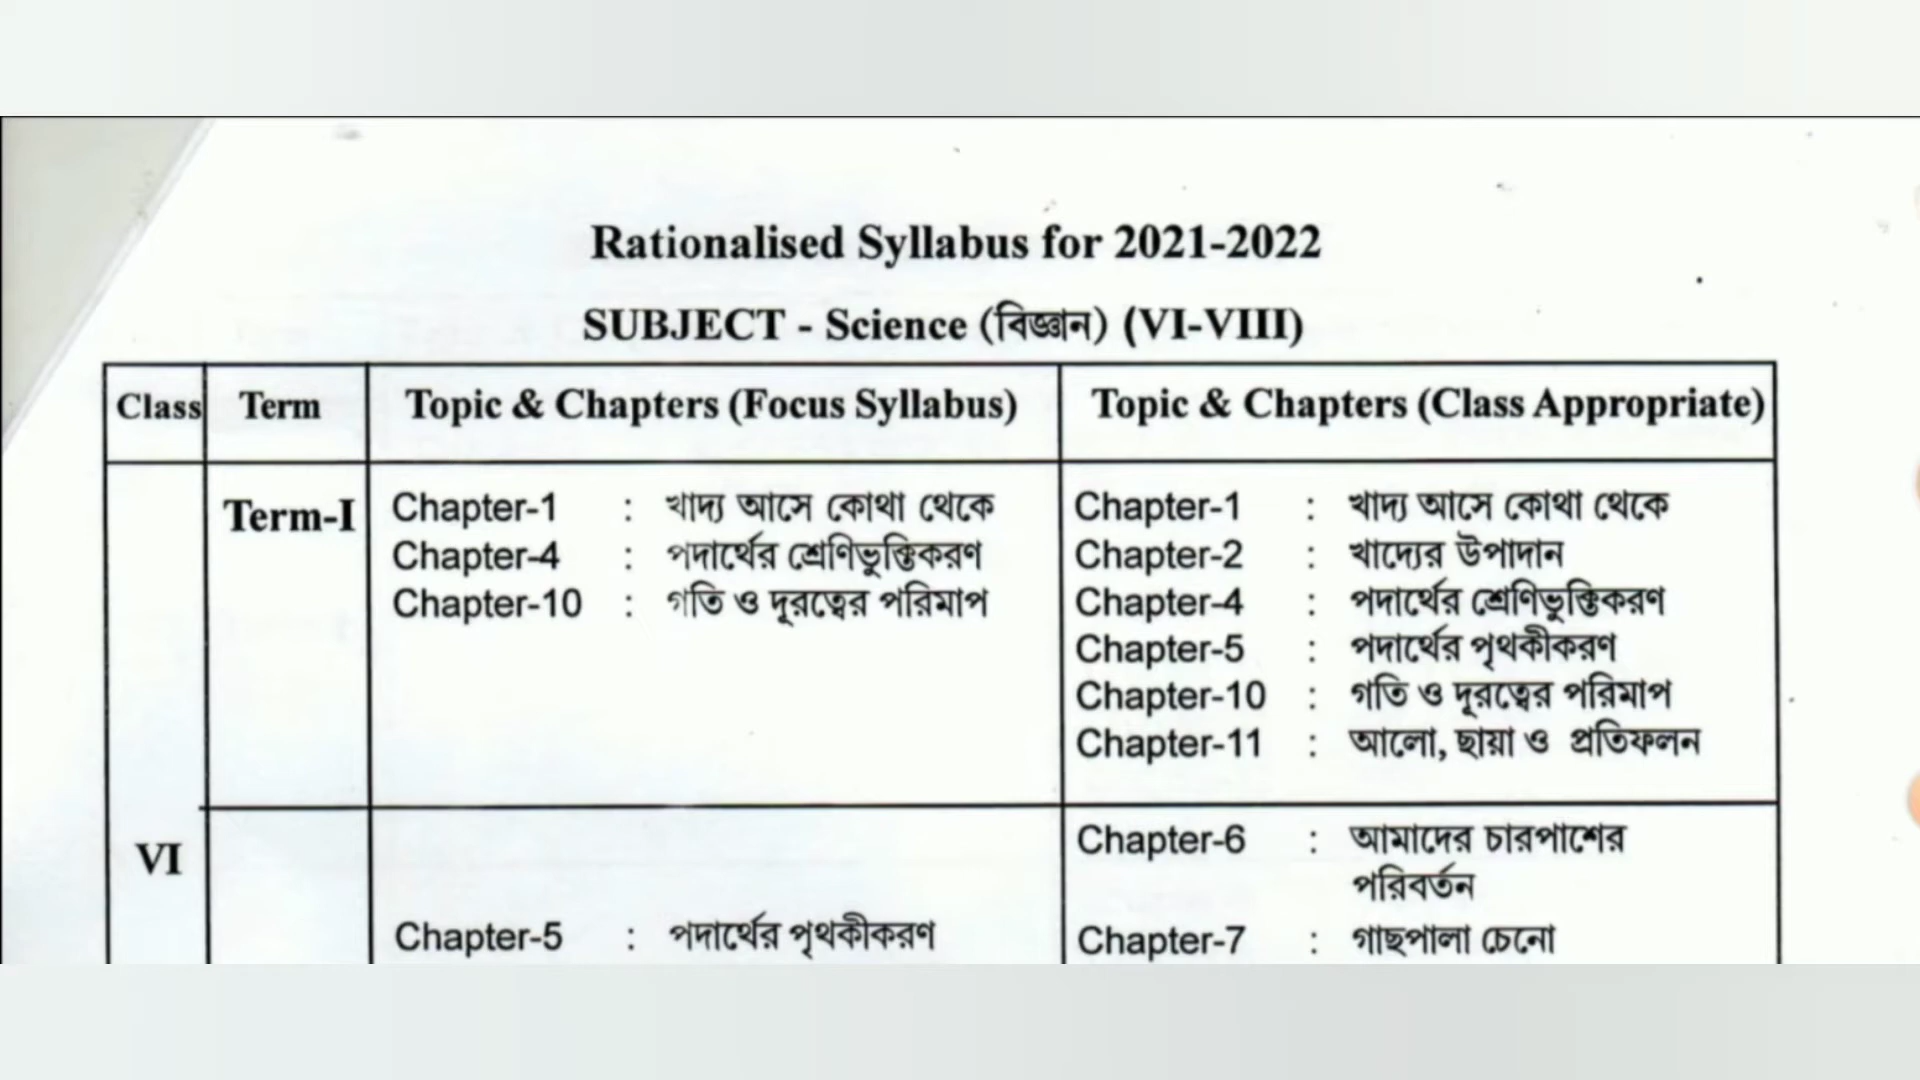 Rationalised Syllabus for 2021-2022
SUBJECT - Science (বিজ্ঞান) (VI-VIII)
Class Term Topic & Chapters (Focus Syllabus) Topic & Chapters (Class Appropriate)
Term-I Chapter-1 : খাদ্য আসে কোথা থেকে Chapter-1 : খাদ্য আসে কোথা থেকে
Chapter-4 : পদার্থের শ্রেণিভুক্তিকরণ Chapter-2 : খাদ্যের উপাদান
Chapter-10 : গতি ও দূরত্বের পরিমাপ Chapter-4 : পদার্থের শ্রেণিভুক্তিকরণ
Chapter-5 : পদার্থের পৃথকীকরণ
Chapter-10 : গতি ও দূরত্বের পরিমাপ
Chapter-11 : আলো, ছায়া ও প্রতিফলন
VI Chapter-6 : আমাদের চারপাশের
পরিবর্তন
Chapter-5 : পদার্থের পৃথকীকরণ Chapter-7 : গাছপালা চেনো